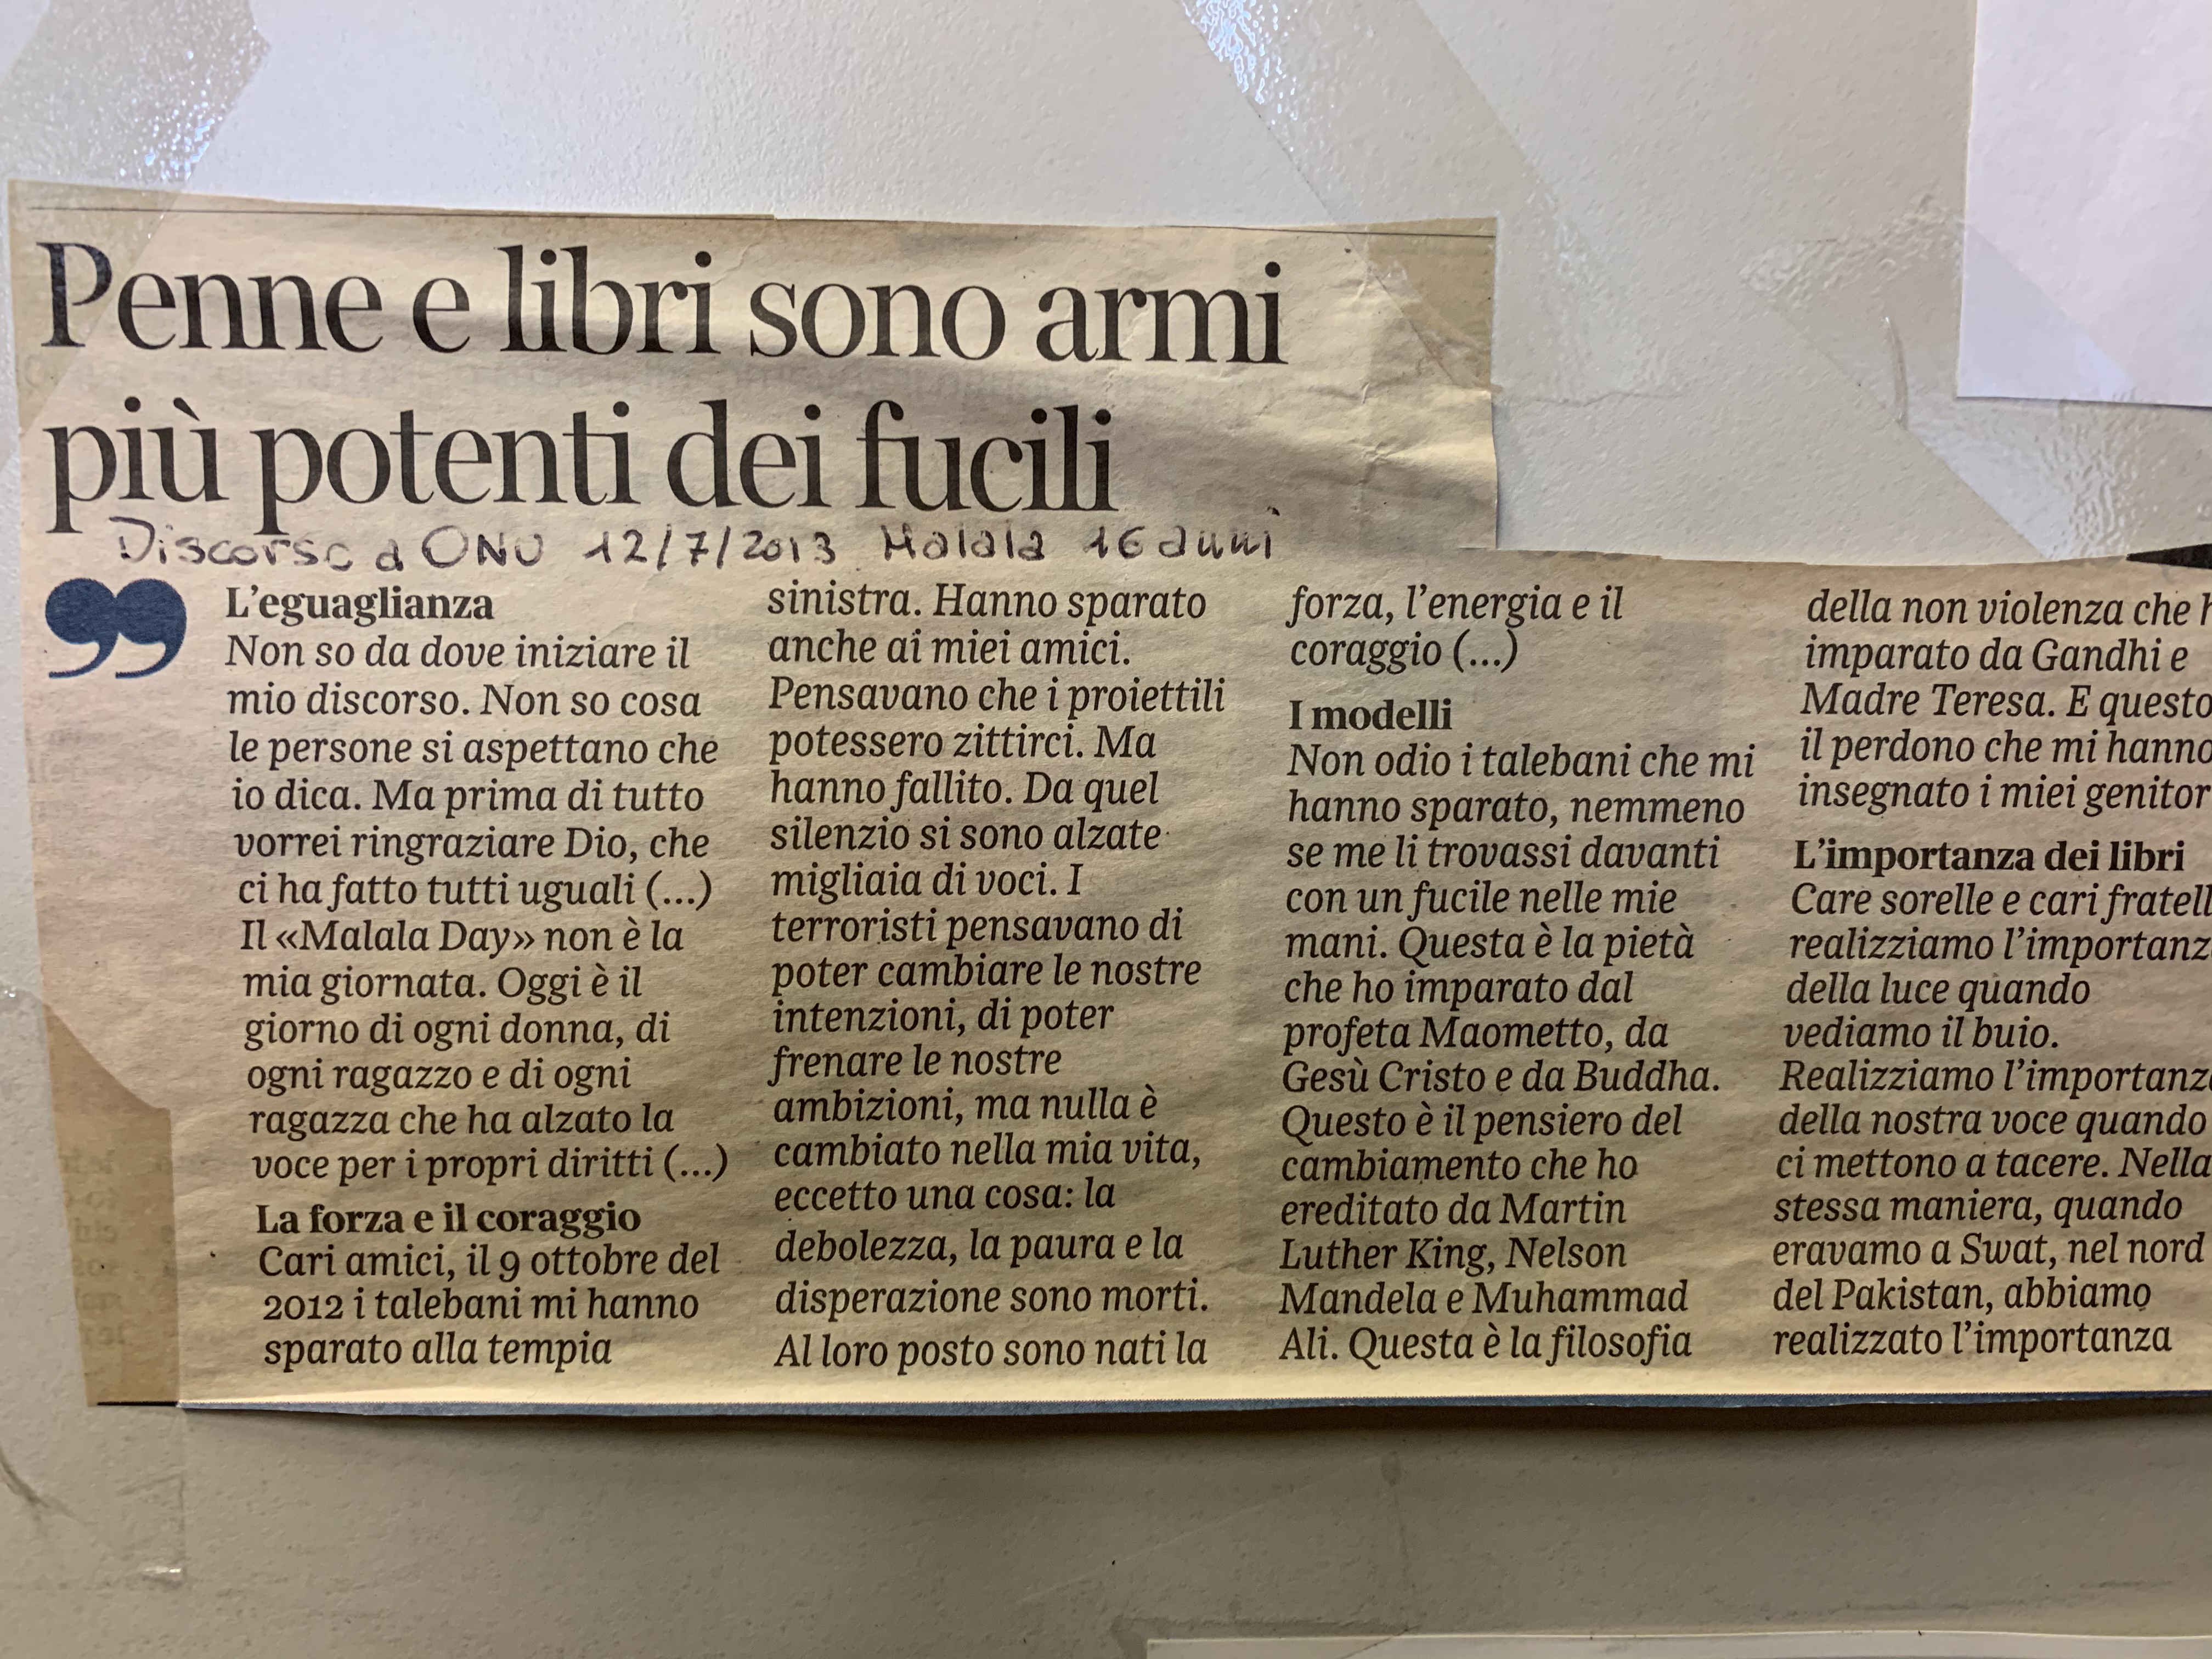 Penne e libri sono armi
più potenti dei fucili
Discorso a ONU 12/7/2013 Malala 16 anni
L'eguaglianza
Non so da dove iniziare il
mio discorso. Non so cosa
le persone si aspettano che
io dica. Ma prima di tutto
vorrei ringraziare Dio, che
ci ha fatto tutti uguali (...)
Il «Malala Day» non è la
mia giornata. Oggi è il
giorno di ogni donna, di
ogni ragazzo e di ogni
ragazza che ha alzato la
voce per i propri diritti (...)
La forza e il coraggio
Cari amici, il 9 ottobre del
2012 i talebani mi hanno
sparato alla tempia
sinistra. Hanno sparato
anche ai miei amici.
Pensavano che i proiettili
potessero zittirci. Ma
hanno fallito. Da quel
silenzio si sono alzate
migliaia di voci. I
terroristi pensavano di
poter cambiare le nostre
intenzioni, di poter
frenare le nostre
ambizioni, ma nulla è
cambiato nella mia vita,
eccetto una cosa: la
debolezza, la paura e la
disperazione sono morti.
Al loro posto sono nati la
forza, l'energia e il
coraggio (...)
I modelli
Non odio i talebani che mi
hanno sparato, nemmeno
se me li trovassi davanti
con un fucile nelle mie
mani. Questa è la pietà
che ho imparato dal
profeta Maometto, da
Gesù Cristo e da Buddha.
Questo è il pensiero del
cambiamento che ho
ereditato da Martin
Luther King, Nelson
Mandela e Muhammad
Ali. Questa è la filosofia
della non violenza che
imparato da Gandhi e
Madre Teresa. E questo
il perdono che mi hanno
insegnato i miei genitor
L'importanza dei libri
Care sorelle e cari fratell
realizziamo l'importanz
della luce quando
vediamo il buio.
Realizziamo l'importanz
della nostra voce quando
ci mettono a tacere. Nella
stessa maniera, quando
eravamo a Swat, nel nord
del Pakistan, abbiamo
realizzato l'importanza